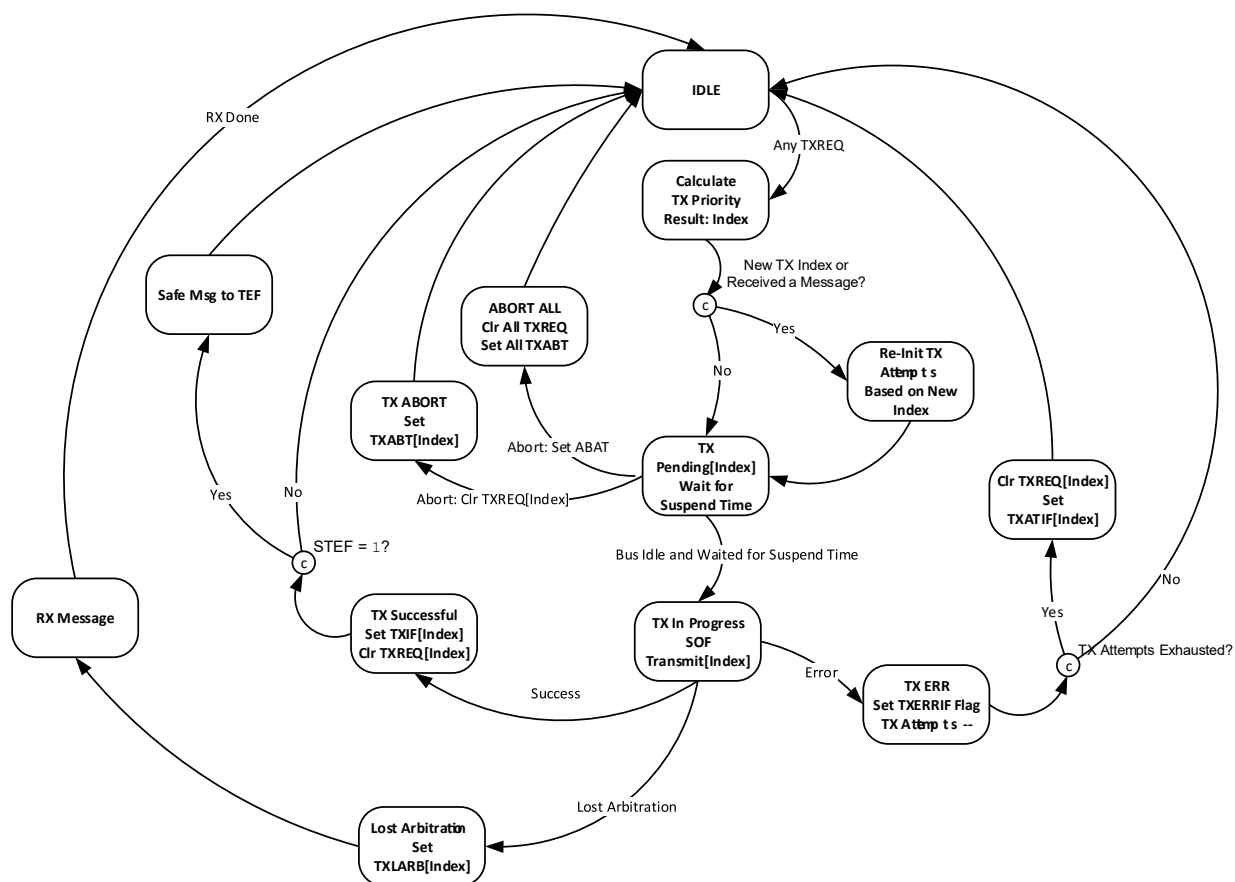 IDLE
RX Done
Any TXREQ
Calculate
TX Priority
Result: Index
New TX Index or
Received a Message?
c
Safe Msg to TEF
ABORT ALL
Clr All TXREQ
Set All TXABT
Yes
No
Re-Init TX
Attempts
Based on New
Index
TX ABORT
Set
TXABT[Index]
Abort: Set ABAT
TX
Pending[Index]
Wait for
Suspend Time
Abort: Clr TXREQ[Index]
Yes
No
Clr TXREQ[Index]
Set
TXATIF[Index]
STEF = 1?
c
Bus Idle and Waited for Suspend Time
No
RX Message
TX Successful
Set TXIF[Index]
Clr TXREQ[Index]
TX In Progress
SOF
Transmit[Index]
Yes
TX Attempts Exhausted?
c
Error
TX ERR
Set TXERRIF Flag
TX Attempts --
Success
Lost Arbitration
Lost Arbitration
Set
TXLARB[Index]